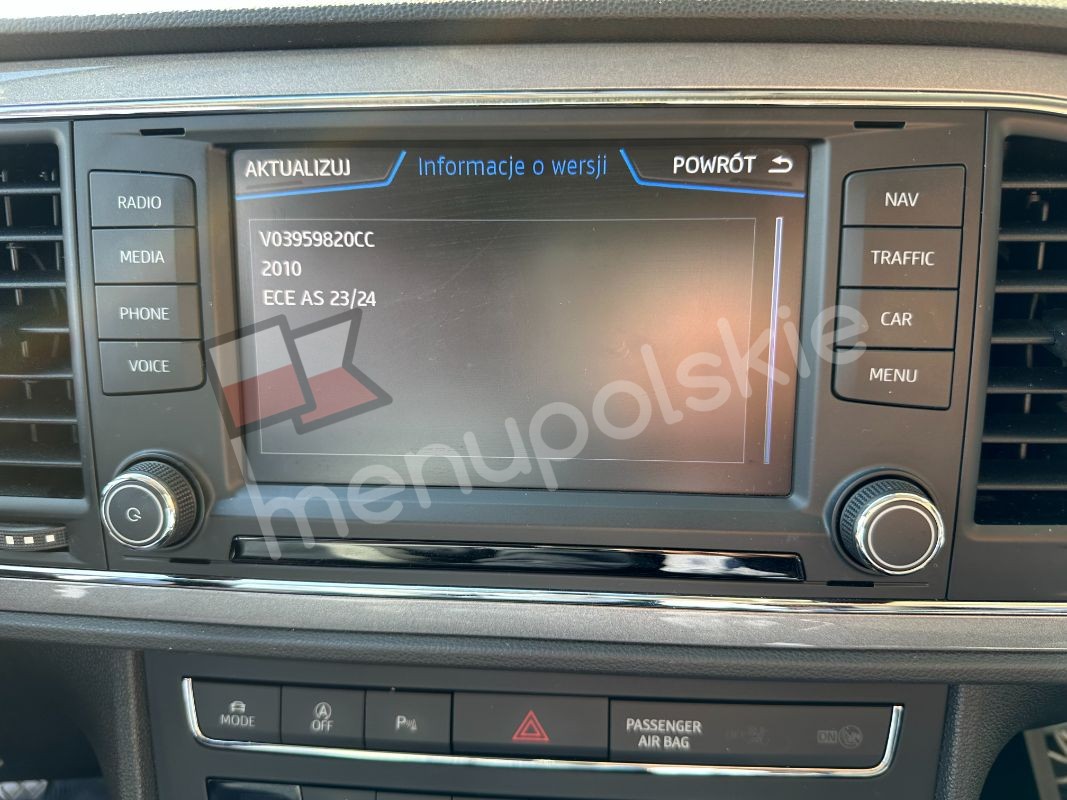 AKTUALIZUJ
Informacje o wersji
POWRÓT
V03959820CC
2010
ECE AS 23/24
RADIO
MEDIA
PHONE
VOICE
NAV
TRAFFIC
CAR
MENU
menupolskie
MODE
A
OFF
P
PASSENGER
AIR BAG
ON